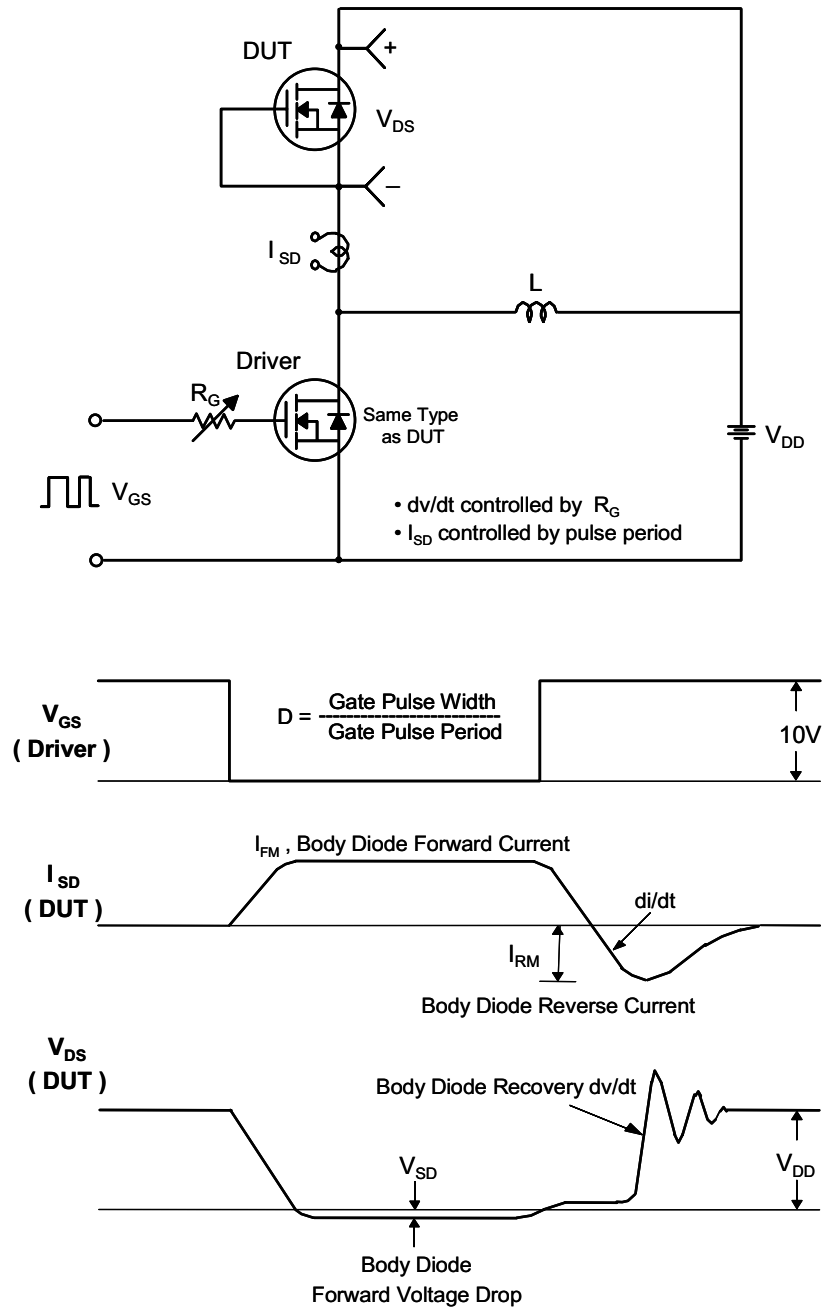 DUT
+
V_DS
−
I_SD
L
Driver
R_G
Same Type
as DUT
V_DD
V_GS
• dv/dt controlled by R_G
• I_SD controlled by pulse period
V_GS
( Driver )
D = Gate Pulse Width
Gate Pulse Period
10V
I_FM , Body Diode Forward Current
I_SD
( DUT )
di/dt
I_RM
Body Diode Reverse Current
V_DS
( DUT )
Body Diode Recovery dv/dt
V_SD
V_DD
Body Diode
Forward Voltage Drop